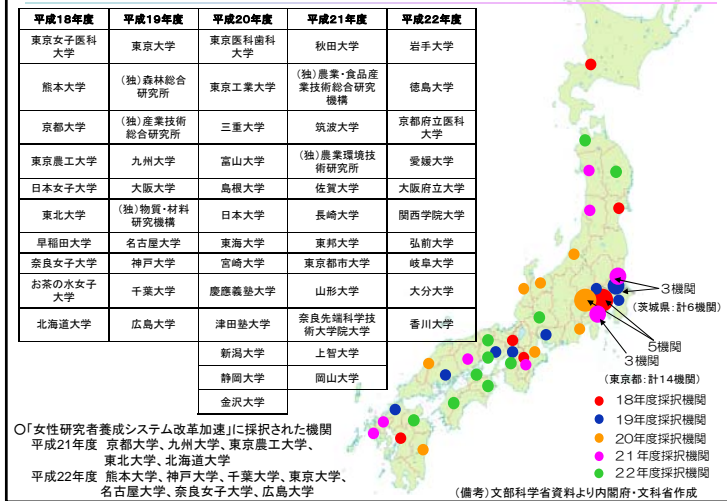 平成18年度 平成19年度 平成20年度 平成21年度 平成22年度
東京女子医科大学 東京大学 東京医科歯科大学 秋田大学 岩手大学
熊本大学 (独)森林総合研究所 東京工業大学 (独)農業・食品産業技術総合研究機構 徳島大学
京都大学 (独)産業技術総合研究所 三重大学 筑波大学 京都府立医科大学
東京農工大学 九州大学 富山大学 (独)農業環境技術研究所 愛媛大学
日本女子大学 大阪大学 島根大学 佐賀大学 大阪府立大学
東北大学 (独)物質・材料研究機構 日本大学 長崎大学 関西学院大学
早稲田大学 名古屋大学 東海大学 東邦大学 弘前大学
奈良女子大学 神戸大学 宮崎大学 東京都市大学 岐阜大学
お茶の水女子大学 千葉大学 慶應義塾大学 山形大学 大分大学
北海道大学 広島大学 津田塾大学 奈良先端科学技術大学院大学 香川大学
新潟大学 上智大学
静岡大学 岡山大学
金沢大学
3機関
(茨城県:計6機関)
5機関
3機関
(東京都:計14機関)
18年度採択機関
19年度採択機関
20年度採択機関
21年度採択機関
22年度採択機関
○「女性研究者養成システム改革加速」に採択された機関
平成21年度 京都大学、九州大学、東京農工大学、
東北大学、北海道大学
平成22年度 熊本大学、神戸大学、千葉大学、東京大学、
名古屋大学、奈良女子大学、広島大学
(備考)文部科学省資料より内閣府・文科省作成